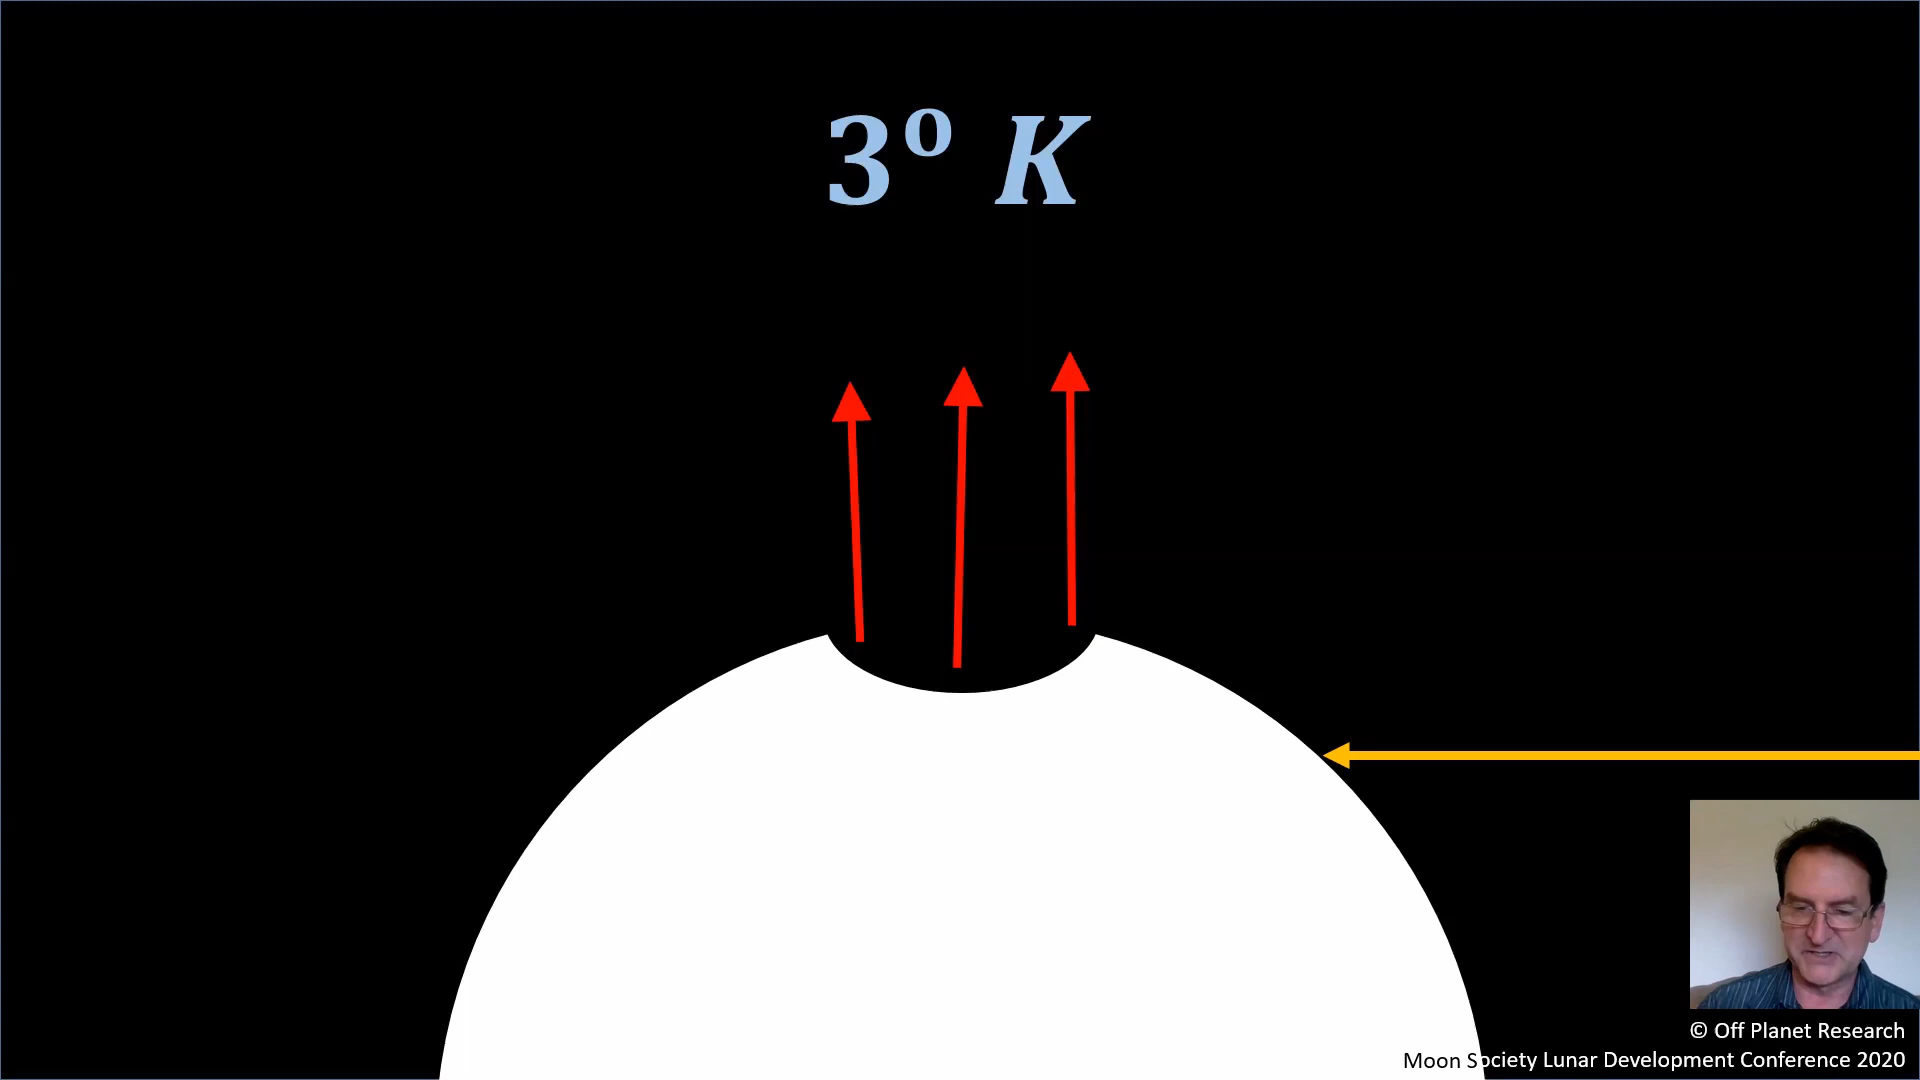 3° K
© Off Planet Research
Moon Society Lunar Development Conference 2020